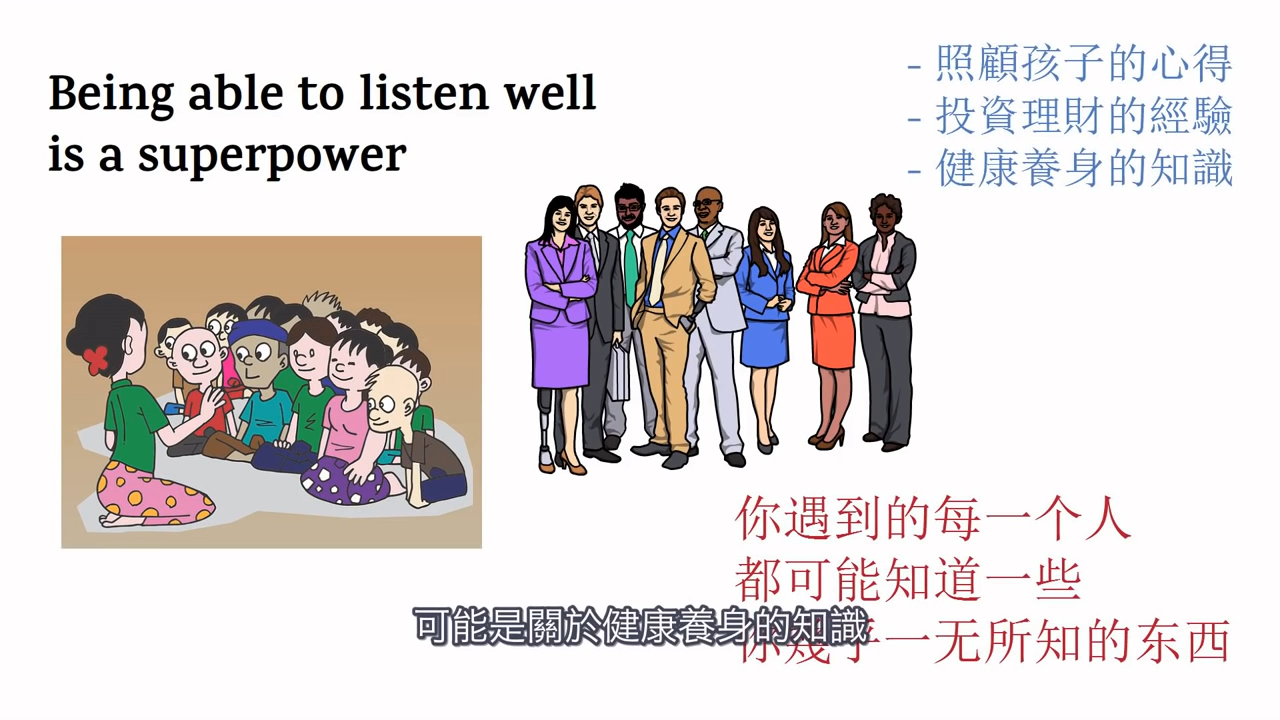 Being able to listen well
is a superpower
- 照顧孩子的心得
- 投資理財的經驗
- 健康養身的知識
你遇到的每一个人
都可能知道一些
你幾乎一无所知的东西
可能是關於健康養身的知識